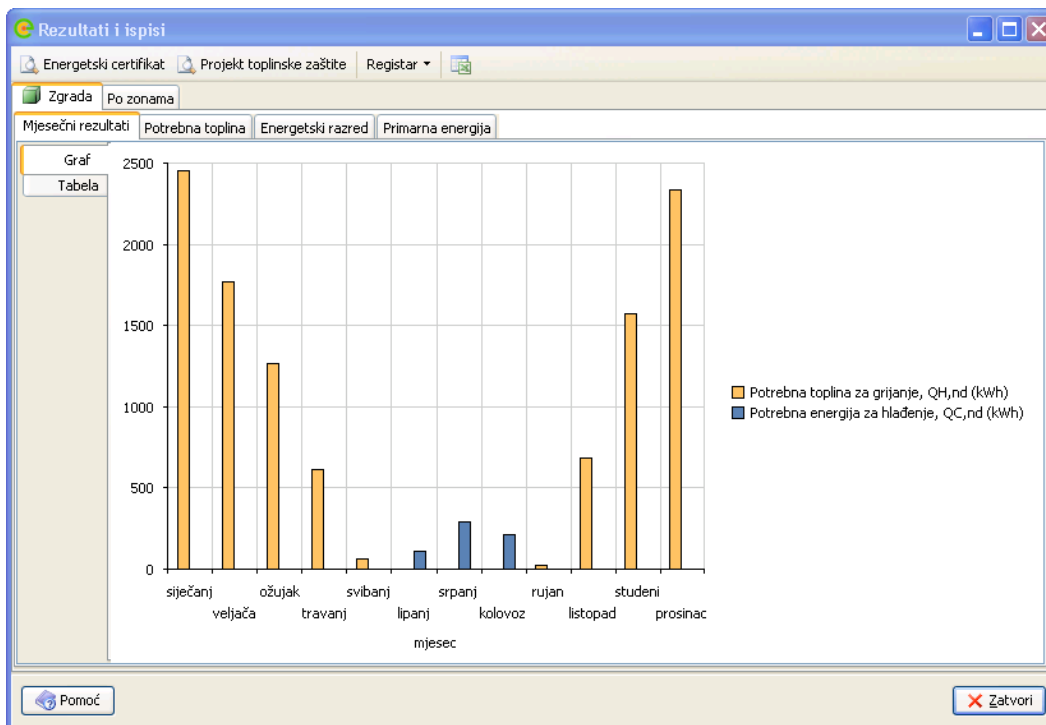 Rezultati i ispisi
Energetski certifikat Projekt toplinske zaštite Registar
Zgrada Po zonama
Mjesečni rezultati Potrebna toplina Energetski razred Primarna energija
Graf
Tabela
2500
2000
1500
1000
500
0
siječanj ožujak svibanj srpanj rujan studeni
veljača travanj lipanj kolovoz listopad prosinac
mjesec
Potrebna toplina za grijanje, QH,nd (kWh)
Potrebna energija za hlađenje, QC,nd (kWh)
Pomoć Zatvori